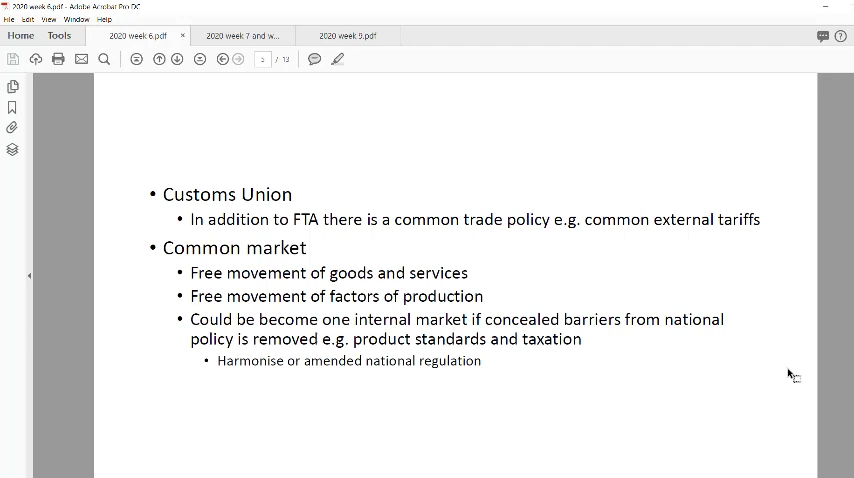 2020 week 6.pdf - Adobe Acrobat Pro DC
File Edit View Window Help
Home Tools 2020 week 6.pdf × 2020 week 7 and w... 2020 week 9.pdf
5 / 13
• Customs Union
• In addition to FTA there is a common trade policy e.g. common external tariffs
• Common market
• Free movement of goods and services
• Free movement of factors of production
• Could be become one internal market if concealed barriers from national
policy is removed e.g. product standards and taxation
• Harmonise or amended national regulation